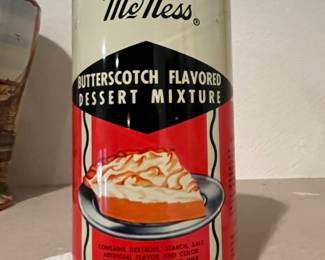 McNess®
BUTTERSCOTCH FLAVORED
DESSERT MIXTURE
CONTAINS DEXTROSE, STARCH, SALT,
ARTIFICIAL FLAVOR AND COLOR.